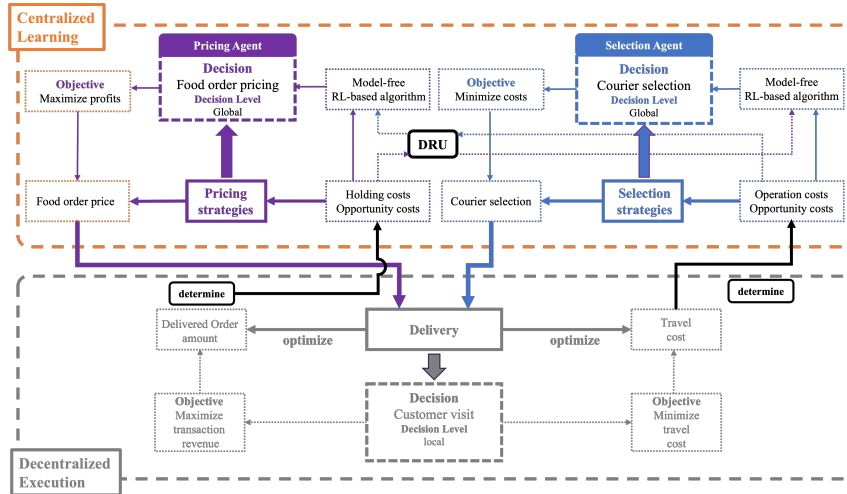 Centralized
Learning
Pricing Agent
Decision
Food order pricing
Decision Level
Global
Objective
Maximize profits
Model-free
RL-based algorithm
Selection Agent
Decision
Courier selection
Decision Level
Global
Objective
Minimize costs
Model-free
RL-based algorithm
DRU
Food order price
Pricing
strategies
Holding costs
Opportunity costs
Courier selection
Selection
strategies
Operation costs
Opportunity costs
determine
determine
Delivered Order
amount
optimize
Delivery
optimize
Travel
cost
Objective
Maximize
transaction
revenue
Decision
Customer visit
Decision Level
local
Objective
Minimize
travel
cost
Decentralized
Execution